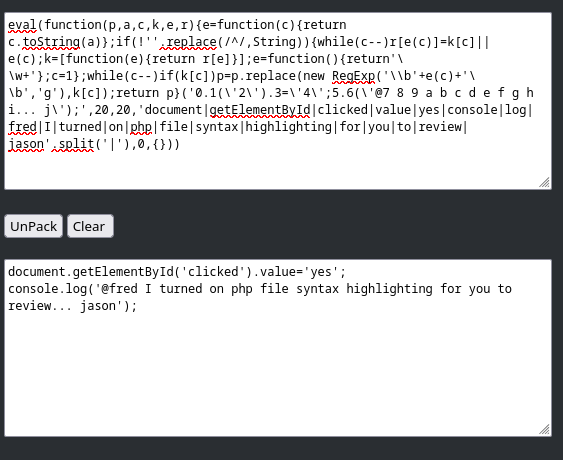 eval(function(p,a,c,k,e,r){e=function(c){return
c.toString(a)};if(!''.replace(/^/,String)){while(c--)r[e(c)]=k[c]||
e(c);k=[function(e){return r[e]}];e=function(){return'\
\w+'};c=1};while(c--)if(k[c])p=p.replace(new RegExp('\\b'+e(c)+'\
\b','g'),k[c]);return p}('0.1(\'2\').3=\'4\';5.6(\'@7 8 9 a b c d e f g h
i... j\');',20,20,'document|getElementById|clicked|value|yes|console|log|
fred|I|turned|on|php|file|syntax|highlighting|for|you|to|review|
jason'.split('|'),0,{}))
UnPack Clear
document.getElementById('clicked').value='yes';
console.log('@fred I turned on php file syntax highlighting for you to
review... jason');